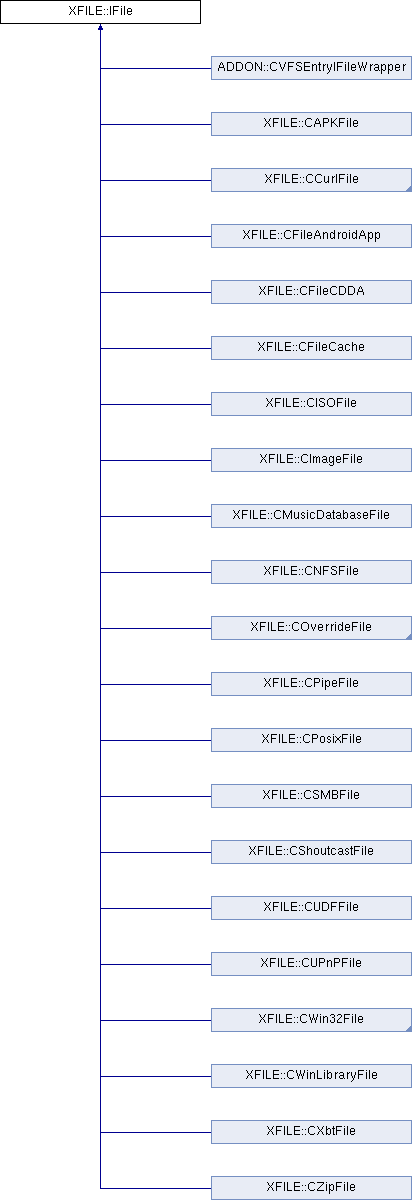 XFILE::IFile
ADDON::CVFSEntryIFileWrapper
XFILE::CAPKFile
XFILE::CCurlFile
XFILE::CFileAndroidApp
XFILE::CFileCDDA
XFILE::CFileCache
XFILE::CISOFile
XFILE::CImageFile
XFILE::CMusicDatabaseFile
XFILE::CNFSFile
XFILE::COverrideFile
XFILE::CPipeFile
XFILE::CPosixFile
XFILE::CSMBFile
XFILE::CShoutcastFile
XFILE::CUDFFile
XFILE::CUPnPFile
XFILE::CWin32File
XFILE::CWinLibraryFile
XFILE::CXbtFile
XFILE::CZipFile